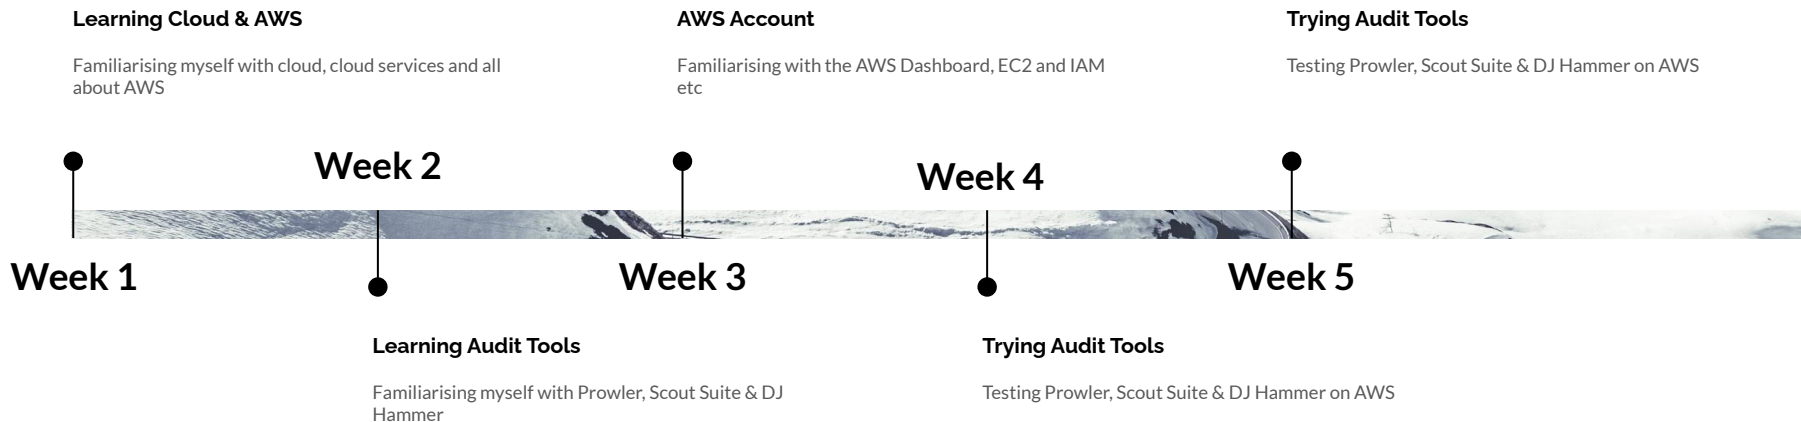 Learning Cloud & AWS
Familiarising myself with cloud, cloud services and all
about AWS
Week 1
Week 2
Learning Audit Tools
Familiarising myself with Prowler, Scout Suite & DJ
Hammer
AWS Account
Familiarising with the AWS Dashboard, EC2 and IAM
etc
Week 3
Week 4
Trying Audit Tools
Testing Prowler, Scout Suite & DJ Hammer on AWS
Trying Audit Tools
Testing Prowler, Scout Suite & DJ Hammer on AWS
Week 5